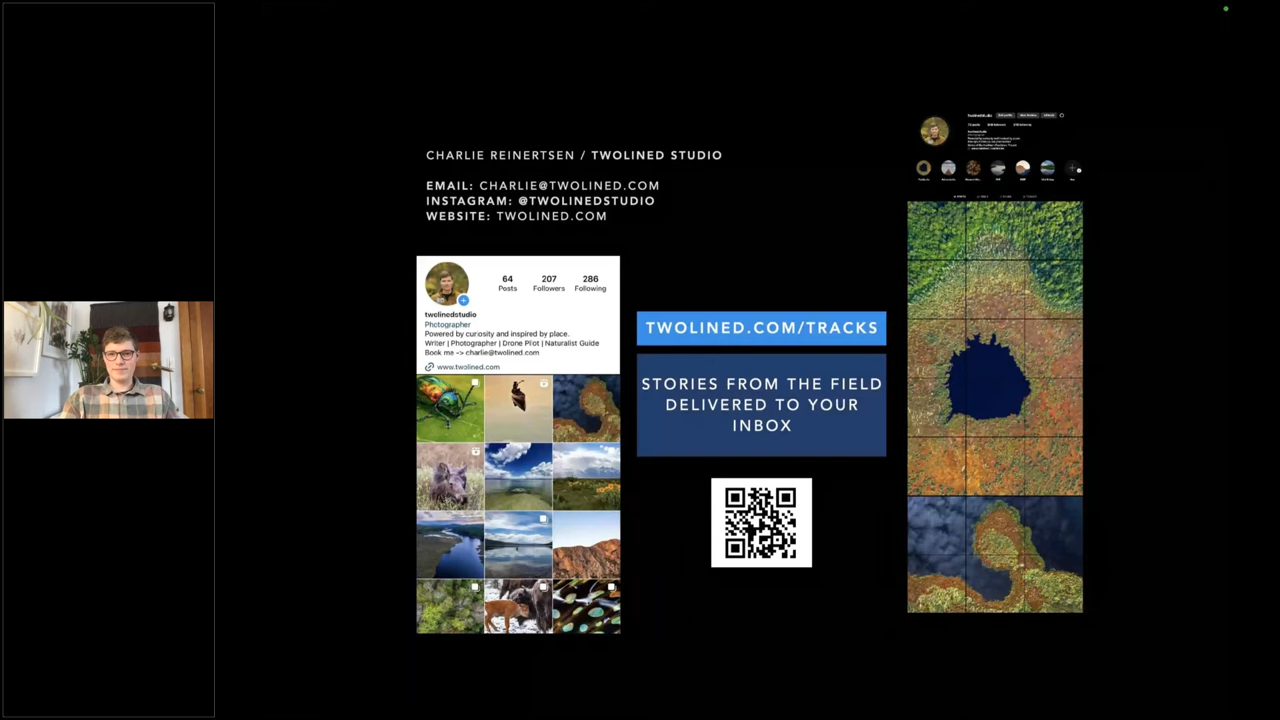 CHARLIE REINERTSEN / TWOLINED STUDIO
EMAIL: CHARLIE@TWOLINED.COM
INSTAGRAM: @TWOLINEDSTUDIO
WEBSITE: TWOLINED.COM
64 207 286
Posts Followers Following
twolinedstudio
Photographer
Powered by curiosity and inspired by place.
Writer | Photographer | Drone Pilot | Naturalist Guide
Book me -> charlie@twolined.com
www.twolined.com
TWOLINED.COM/TRACKS
STORIES FROM THE FIELD
DELIVERED TO YOUR
INBOX
twolinedstudio